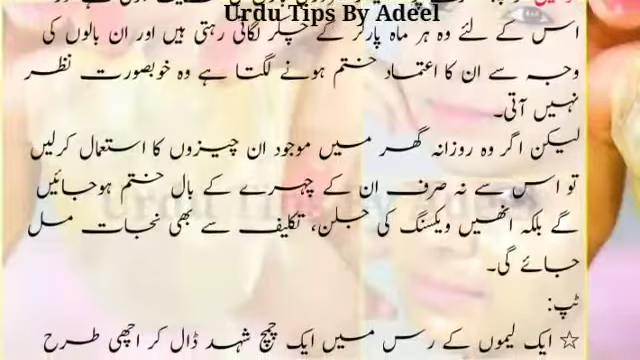 Urdu Tips By Adeel
اس کے لئے وہ ہر ماہ پارلر کے چکر لگاتی رہتی ہیں اور ان بالوں کی
وجہ سے ان کا اعتماد ختم ہونے لگتا ہے وہ خوبصورت نظر
نہیں آتی۔
لیکن اگر وہ روزانہ گھر میں موجود ان چیزوں کا استعمال کرلیں
تو اس سے نہ صرف ان کے چہرے کے بال ختم ہوجائیں
گے بلکہ انھیں ویکسنگ کی جلن، تکلیف سے بھی نجات مل
جائے گی۔
ٹپ:
☆ ایک لیموں کے رس میں ایک چمچ شہد ڈال کر اچھی طرح